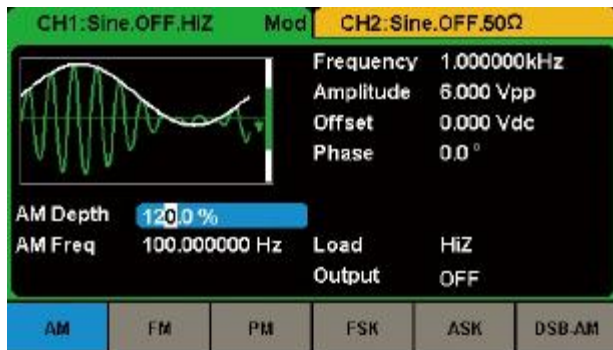 CH1:Sine.OFF.HiZ Mod CH2:Sine.OFF.50Ω
Frequency 1.000000kHz
Amplitude 6.000 Vpp
Offset 0.000 Vdc
Phase 0.0 °
AM Depth 120.0 %
AM Freq 100.000000 Hz Load HiZ
Output OFF
AM FM PM FSK ASK DSB-AM